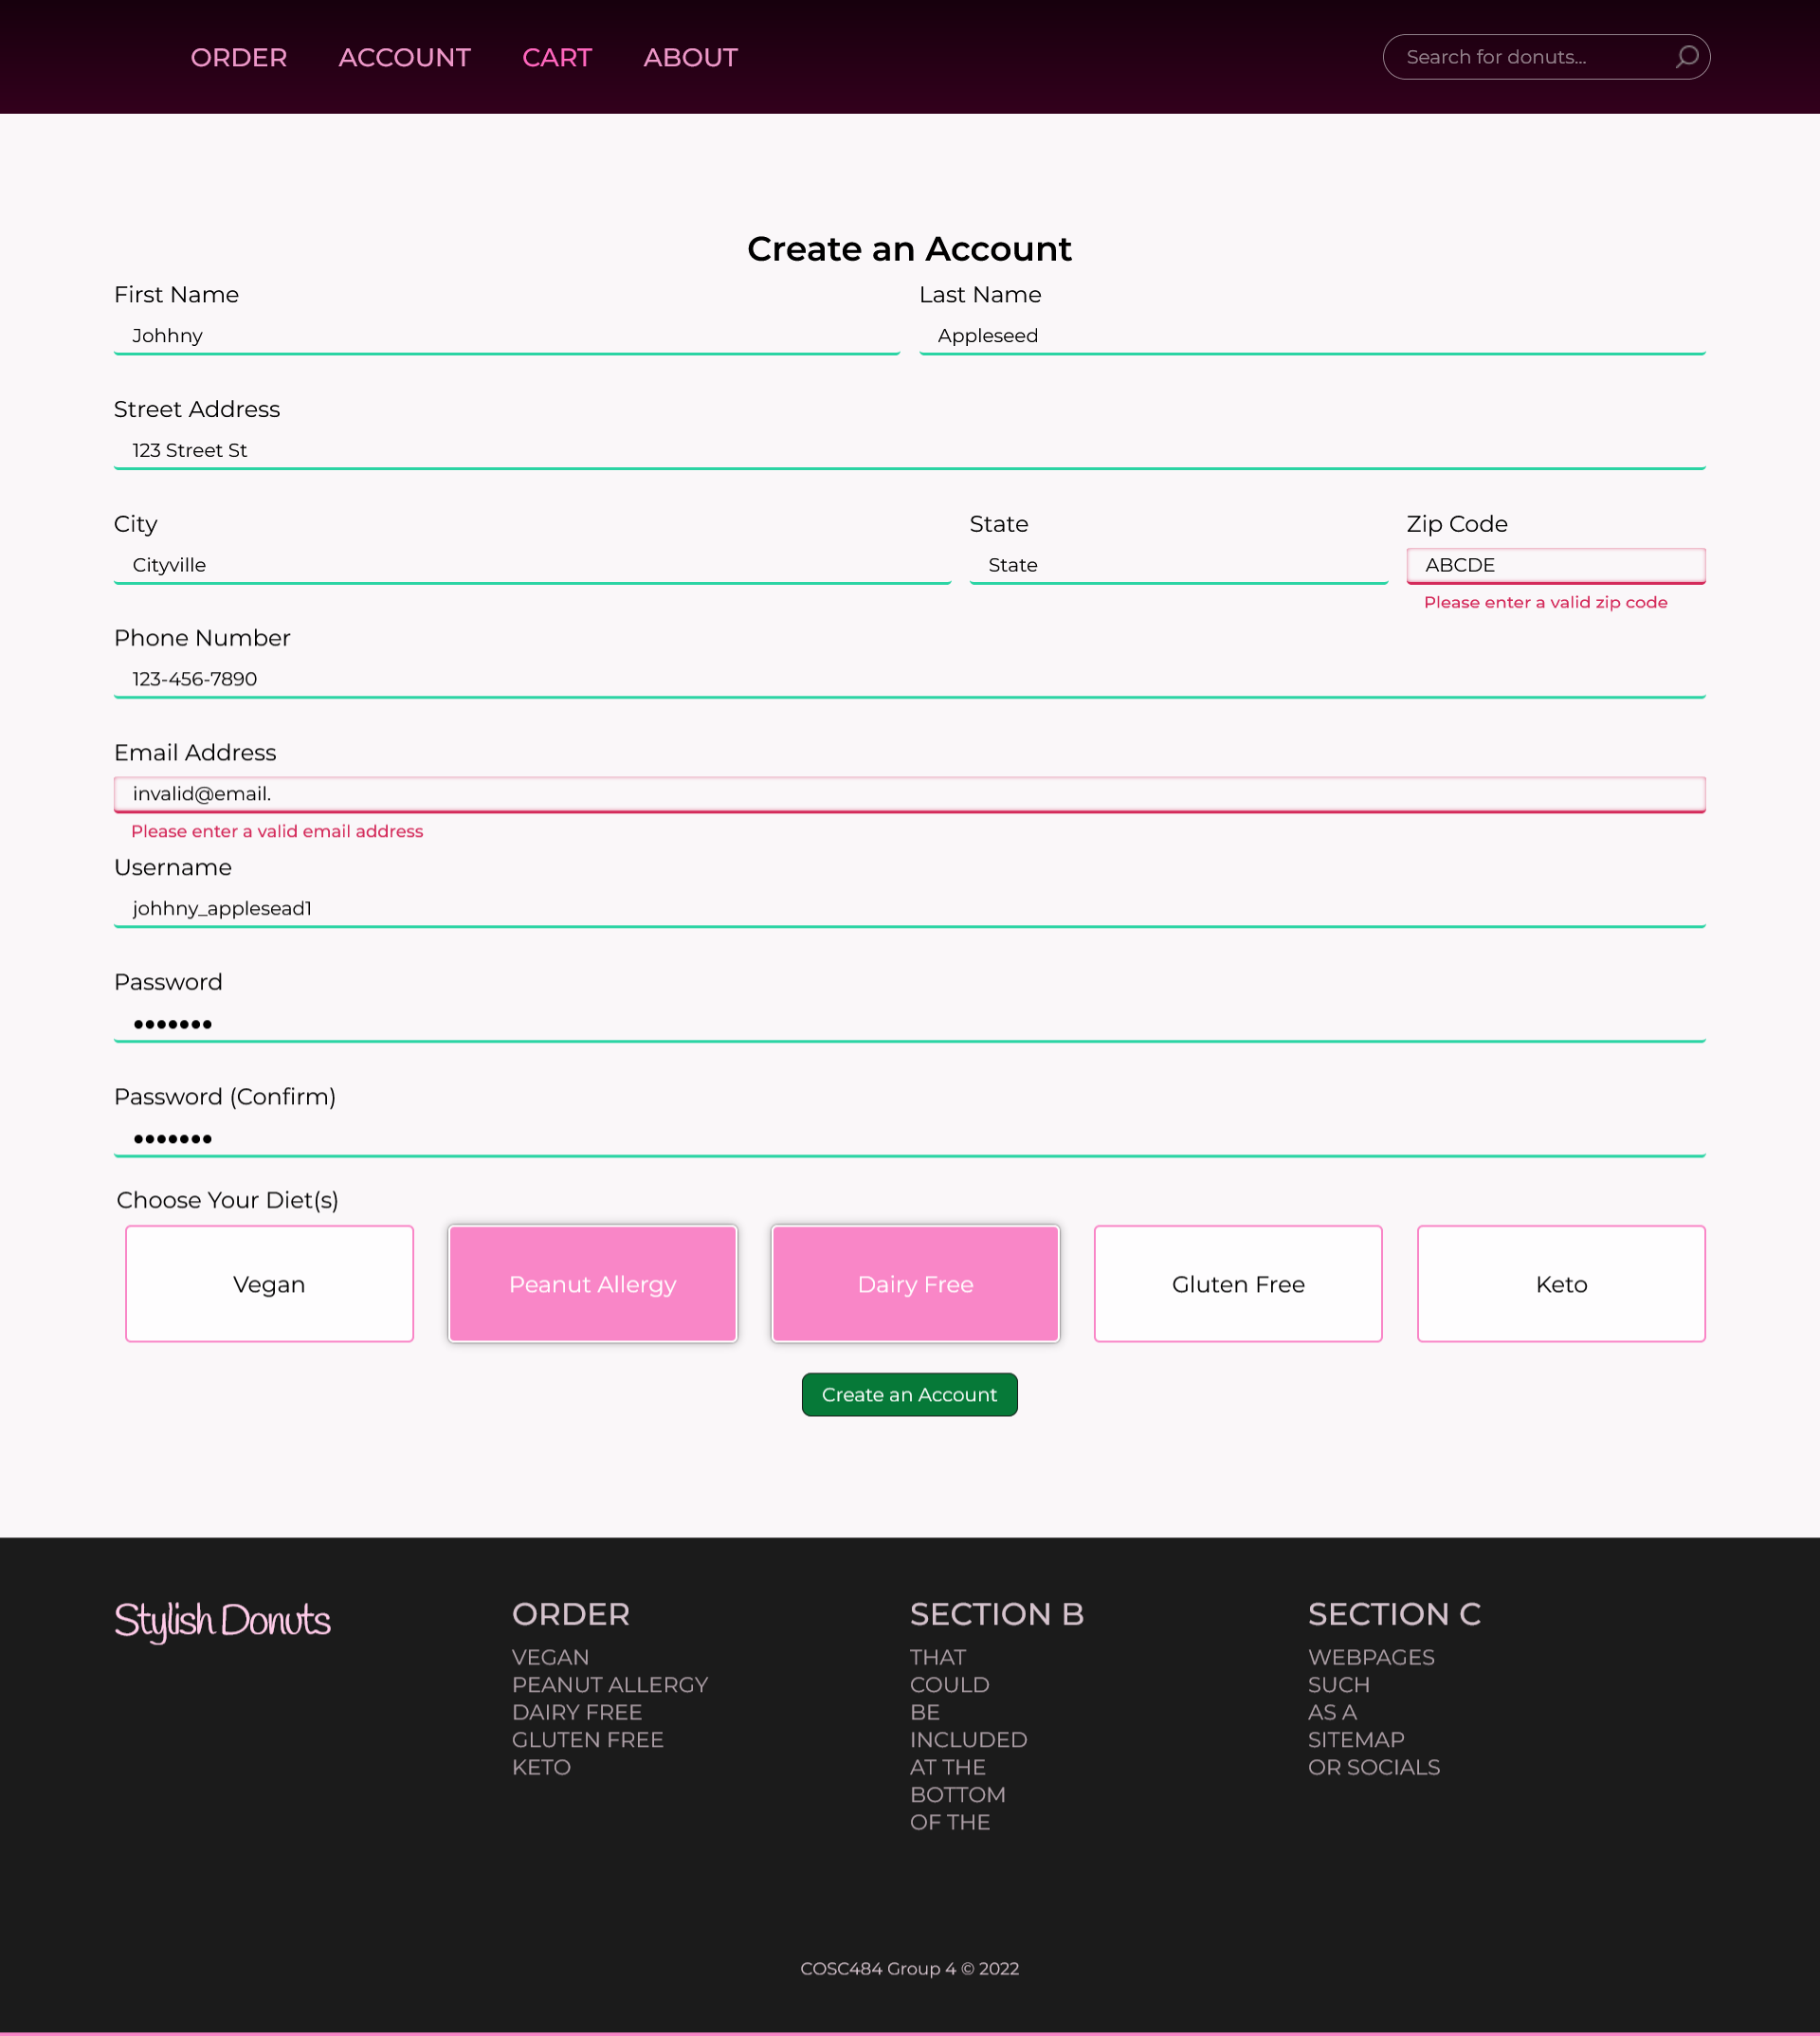 ORDER ACCOUNT CART ABOUT Search for donuts...
Create an Account
First Name Last Name
Johhny Appleseed
Street Address
123 Street St
City State Zip Code
Cityville State ABCDE
Please enter a valid zip code
Phone Number
123-456-7890
Email Address
invalid@email.
Please enter a valid email address
Username
johhny_applesead1
Password
•••••••
Password (Confirm)
•••••••
Choose Your Diet(s)
Vegan Peanut Allergy Dairy Free Gluten Free Keto
Create an Account
Stylish Donuts
ORDER
VEGAN
PEANUT ALLERGY
DAIRY FREE
GLUTEN FREE
KETO
SECTION B
THAT
COULD
BE
INCLUDED
AT THE
BOTTOM
OF THE
SECTION C
WEBPAGES
SUCH
AS A
SITEMAP
OR SOCIALS
COSC484 Group 4 © 2022